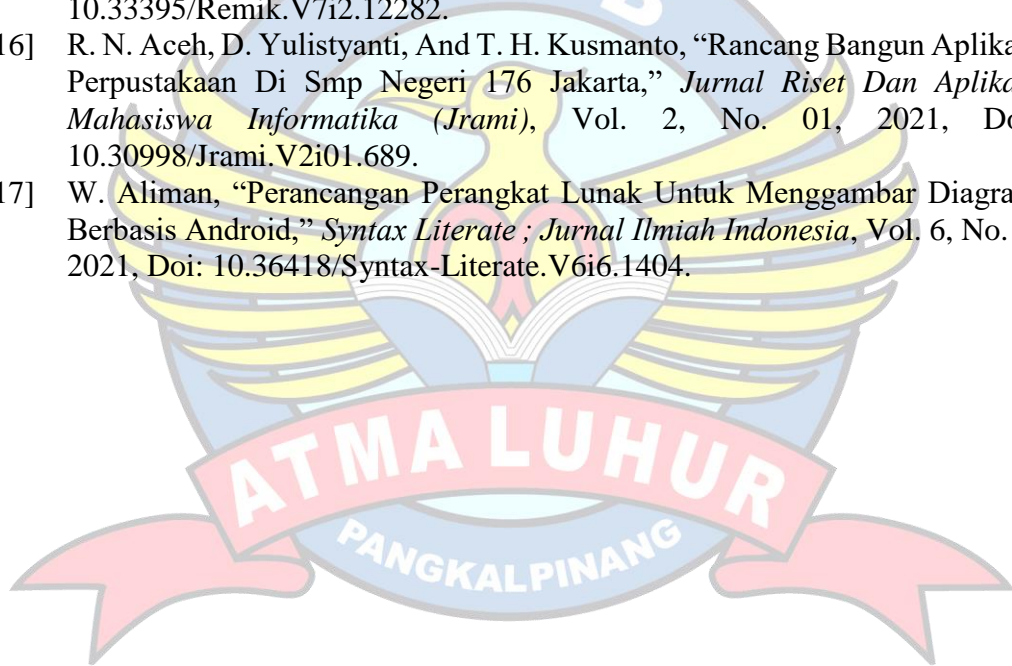 10.33395/Remik.V7i2.12282.
16] R. N. Aceh, D. Yulistyanti, And T. H. Kusmanto, “Rancang Bangun Aplika
Perpustakaan Di Smp Negeri 176 Jakarta,” Jurnal Riset Dan Aplika
Mahasiswa Informatika (Jrami), Vol. 2, No. 01, 2021, Do
10.30998/Jrami.V2i01.689.
17] W. Aliman, “Perancangan Perangkat Lunak Untuk Menggambar Diagra
Berbasis Android,” Syntax Literate ; Jurnal Ilmiah Indonesia, Vol. 6, No.
2021, Doi: 10.36418/Syntax-Literate.V6i6.1404.
ATMA LUHUR
PANGKALPINANG